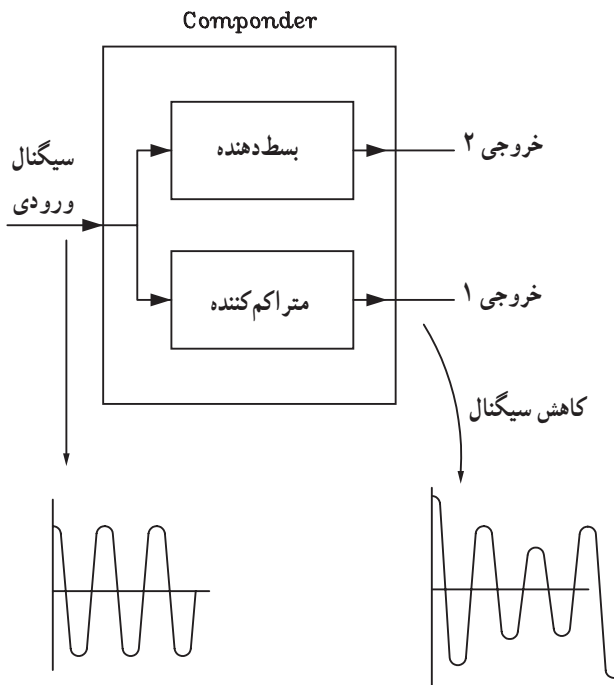 Componder
بسط‌دهنده
خروجی ۲
سیگنال
ورودی
متراکم‌کننده
خروجی ۱
کاهش سیگنال